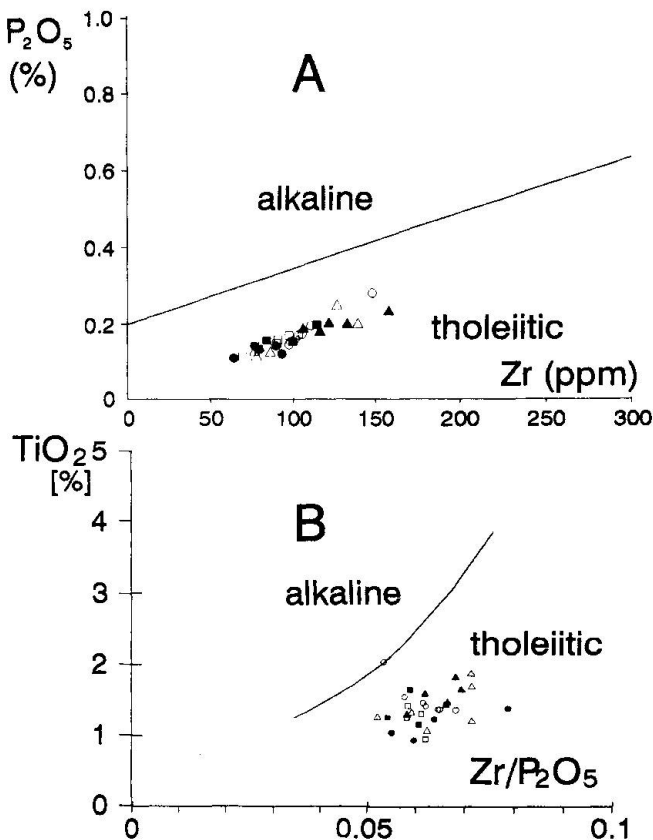 P₂O₅
(%)
1.0
0.8
0.6
0.4
0.2
0
A
alkaline
tholeiitic
Zr (ppm)
0 50 100 150 200 250 300
TiO₂
[%]
5
4
3
2
1
0
B
alkaline
tholeiitic
Zr/P₂O₅
0 0.05 0.1